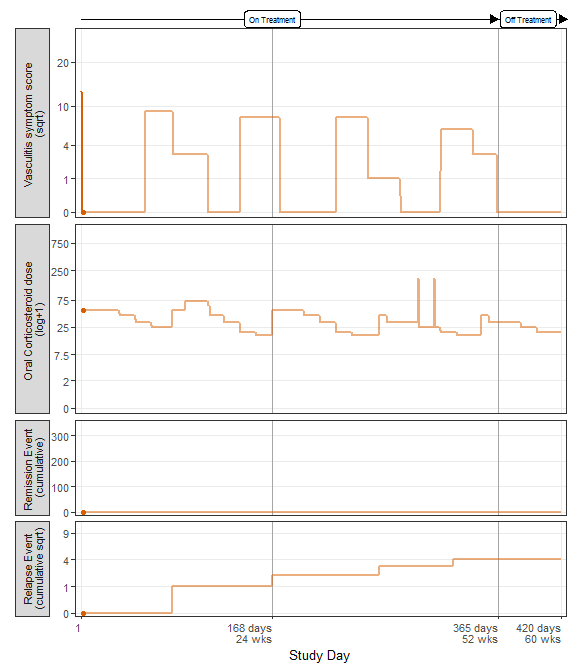 On Treatment
Off Treatment
Vasculitis symptom score
(sqrt)
20
10
4
1
0
Oral Corticosteroid dose
(log+1)
750
250
75
25
7.5
2
0
Remission Event
(cumulative)
300
200
100
0
Relapse Event
(cumulative sqrt)
9
4
1
0
1
168 days
24 wks
365 days
52 wks
420 days
60 wks
Study Day